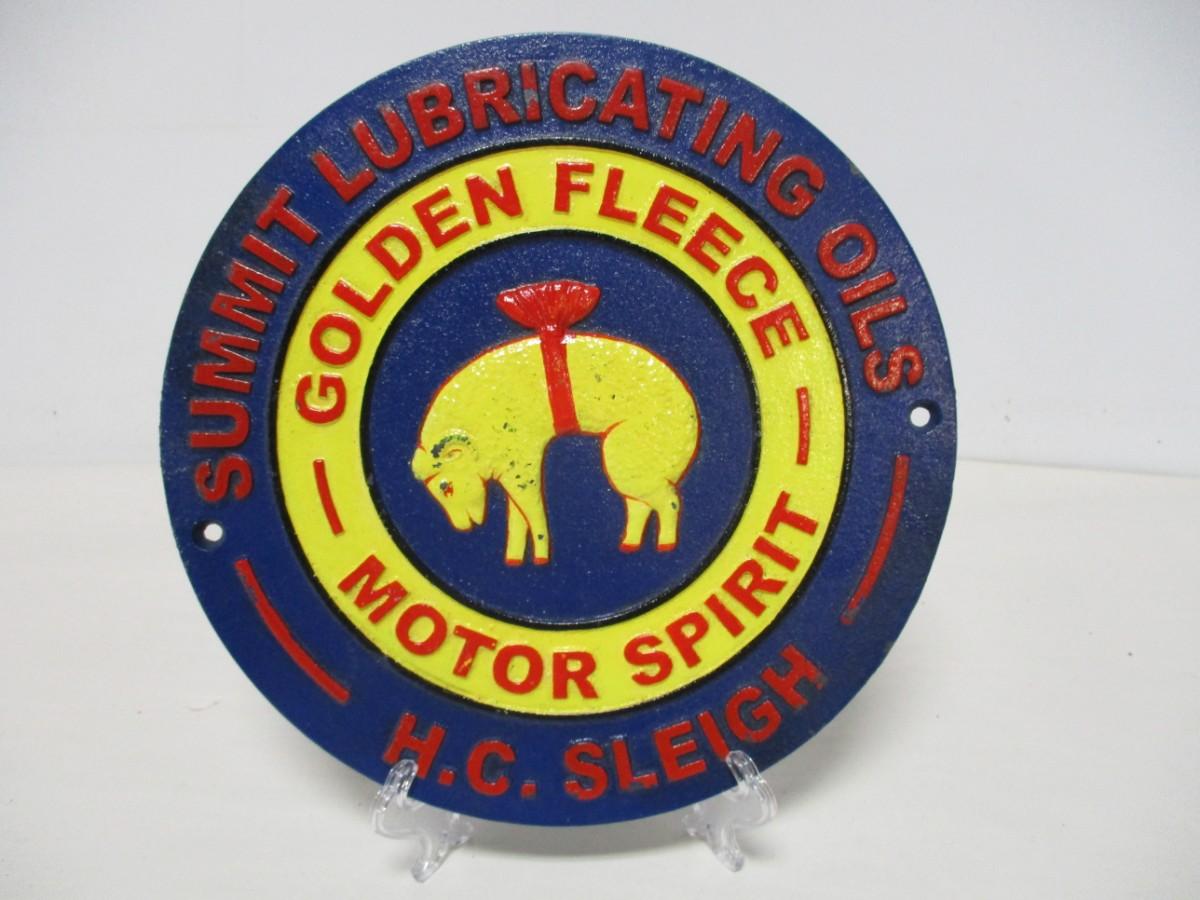 SUMMIT LUBRICATING OILS
GOLDEN FLEECE
MOTOR SPIRIT
H.C. SLEIGH